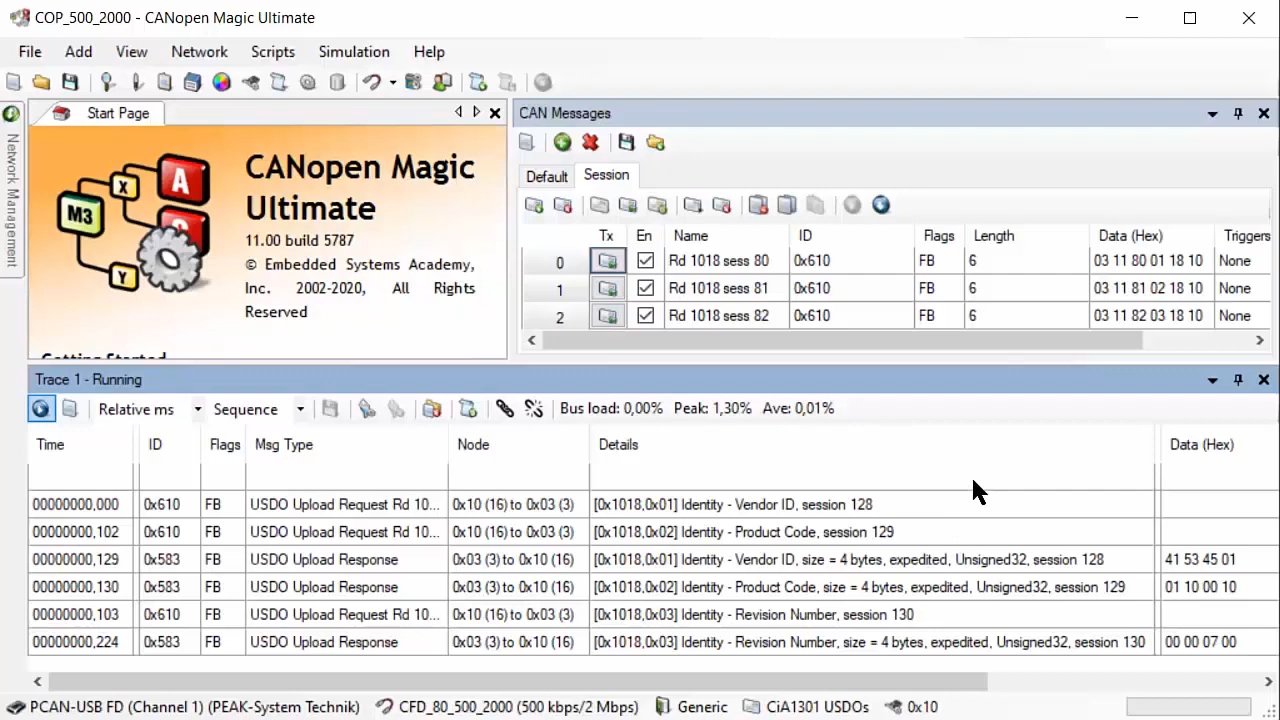 COP_500_2000 - CANopen Magic Ultimate
File Add View Network Scripts Simulation Help
Network Management
Start Page
M3
X
A
Y
CANopen Magic
Ultimate
11.00 build 5787
© Embedded Systems Academy,
Inc. 2002-2020, All Rights
Reserved
Getting Started
CAN Messages
Default Session
Tx En Name ID Flags Length Data (Hex) Triggers
0 Rd 1018 sess 80 0x610 FB 6 03 11 80 01 18 10 None
1 Rd 1018 sess 81 0x610 FB 6 03 11 81 02 18 10 None
2 Rd 1018 sess 82 0x610 FB 6 03 11 82 03 18 10 None
Trace 1 - Running
Relative ms Sequence Bus load: 0,00% Peak: 1,30% Ave: 0,01%
Time ID Flags Msg Type Node Details Data (Hex)
00000000,000 0x610 FB USDO Upload Request Rd 10... 0x10 (16) to 0x03 (3) [0x1018,0x01] Identity - Vendor ID, session 128
00000000,102 0x610 FB USDO Upload Request Rd 10... 0x10 (16) to 0x03 (3) [0x1018,0x02] Identity - Product Code, session 129
00000000,129 0x583 FB USDO Upload Response 0x03 (3) to 0x10 (16) [0x1018,0x01] Identity - Vendor ID, size = 4 bytes, expedited, Unsigned32, session 128 41 53 45 01
00000000,130 0x583 FB USDO Upload Response 0x03 (3) to 0x10 (16) [0x1018,0x02] Identity - Product Code, size = 4 bytes, expedited, Unsigned32, session 129 01 10 00 10
00000000,103 0x610 FB USDO Upload Request Rd 10... 0x10 (16) to 0x03 (3) [0x1018,0x03] Identity - Revision Number, session 130
00000000,224 0x583 FB USDO Upload Response 0x03 (3) to 0x10 (16) [0x1018,0x03] Identity - Revision Number, size = 4 bytes, expedited, Unsigned32, session 130 00 00 07 00
PCAN-USB FD (Channel 1) (PEAK-System Technik) CFD_80_500_2000 (500 kbps/2 Mbps) Generic CiA1301 USDOs 0x10